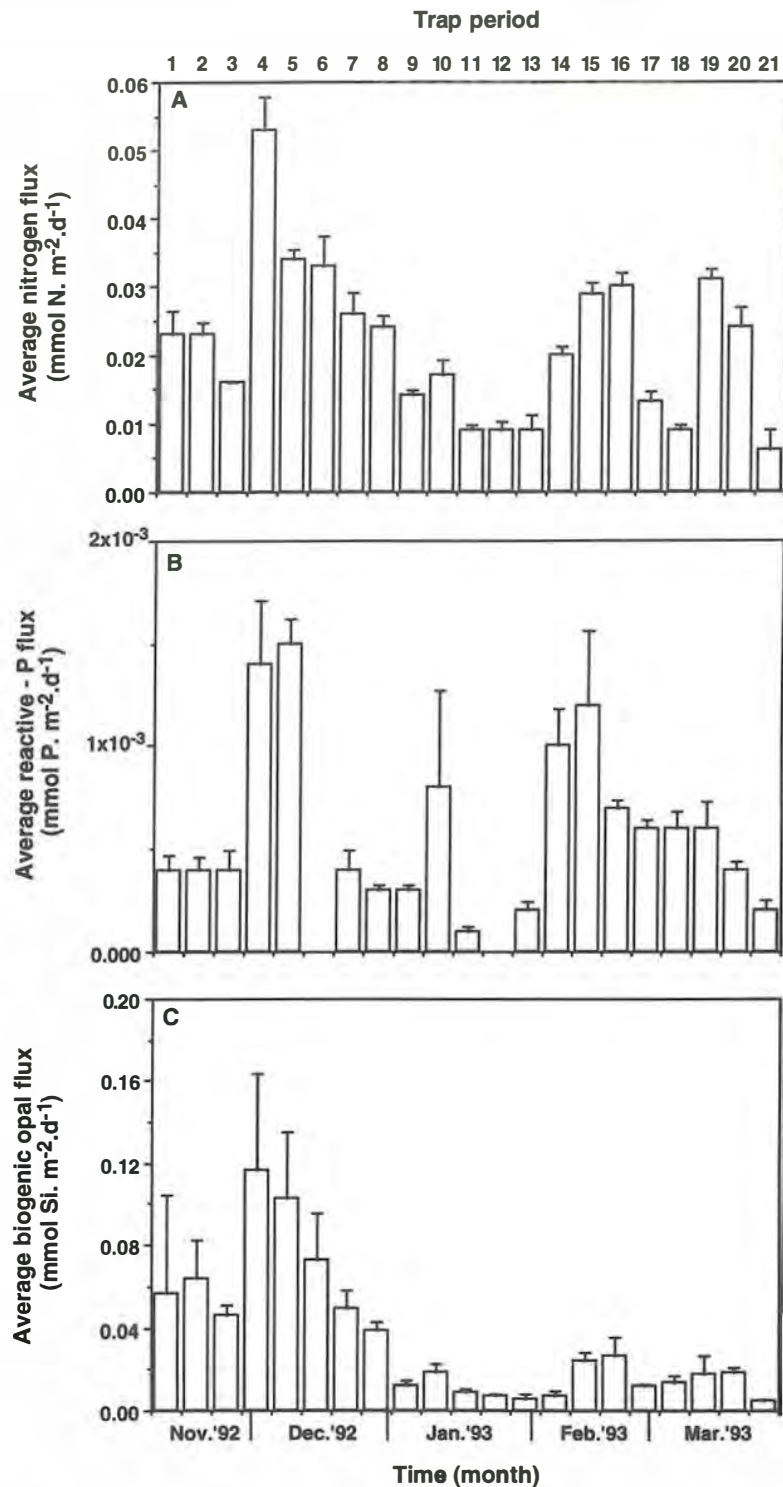 Trap period
1 2 3 4 5 6 7 8 9 10 11 12 13 14 15 16 17 18 19 20 21
A
Average nitrogen flux
(mmol N. m-2.d-1)
0.06
0.05
0.04
0.03
0.02
0.01
0.00
B
Average reactive - P flux
(mmol P. m-2.d-1)
2x10-3
1x10-3
0.000
C
Average biogenic opal flux
(mmol Si. m-2.d-1)
0.20
0.16
0.12
0.08
0.04
0.00
Nov.'92 Dec.'92 Jan.'93 Feb.'93 Mar.'93
Time (month)